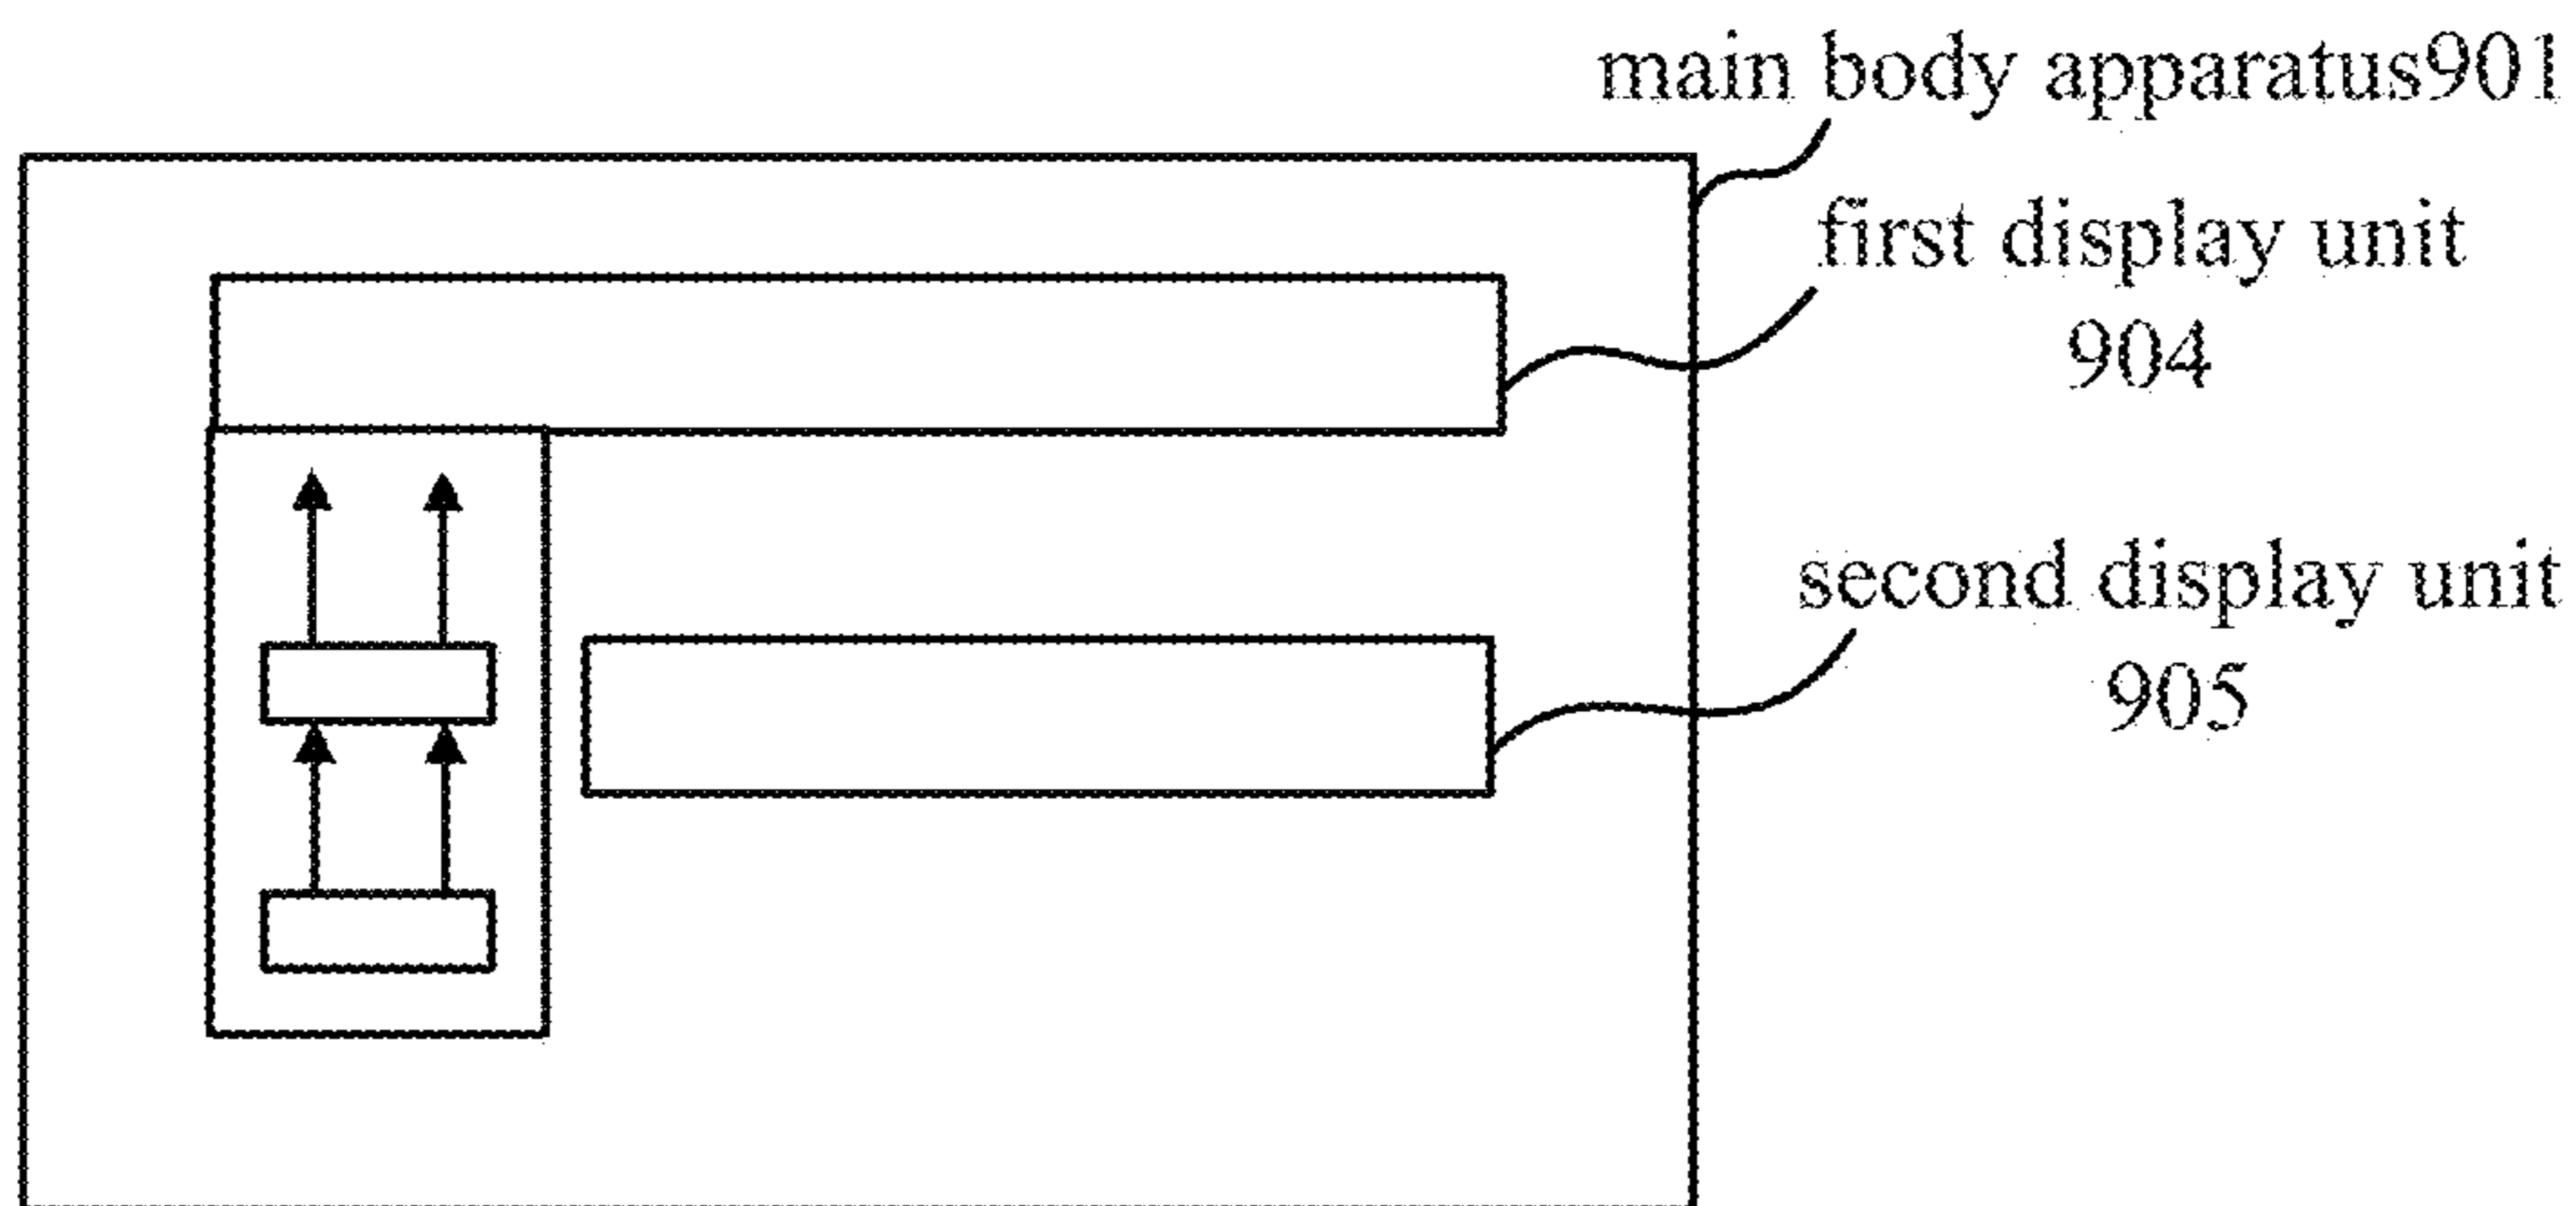 main body apparatus901
first display unit
904
second display unit
905